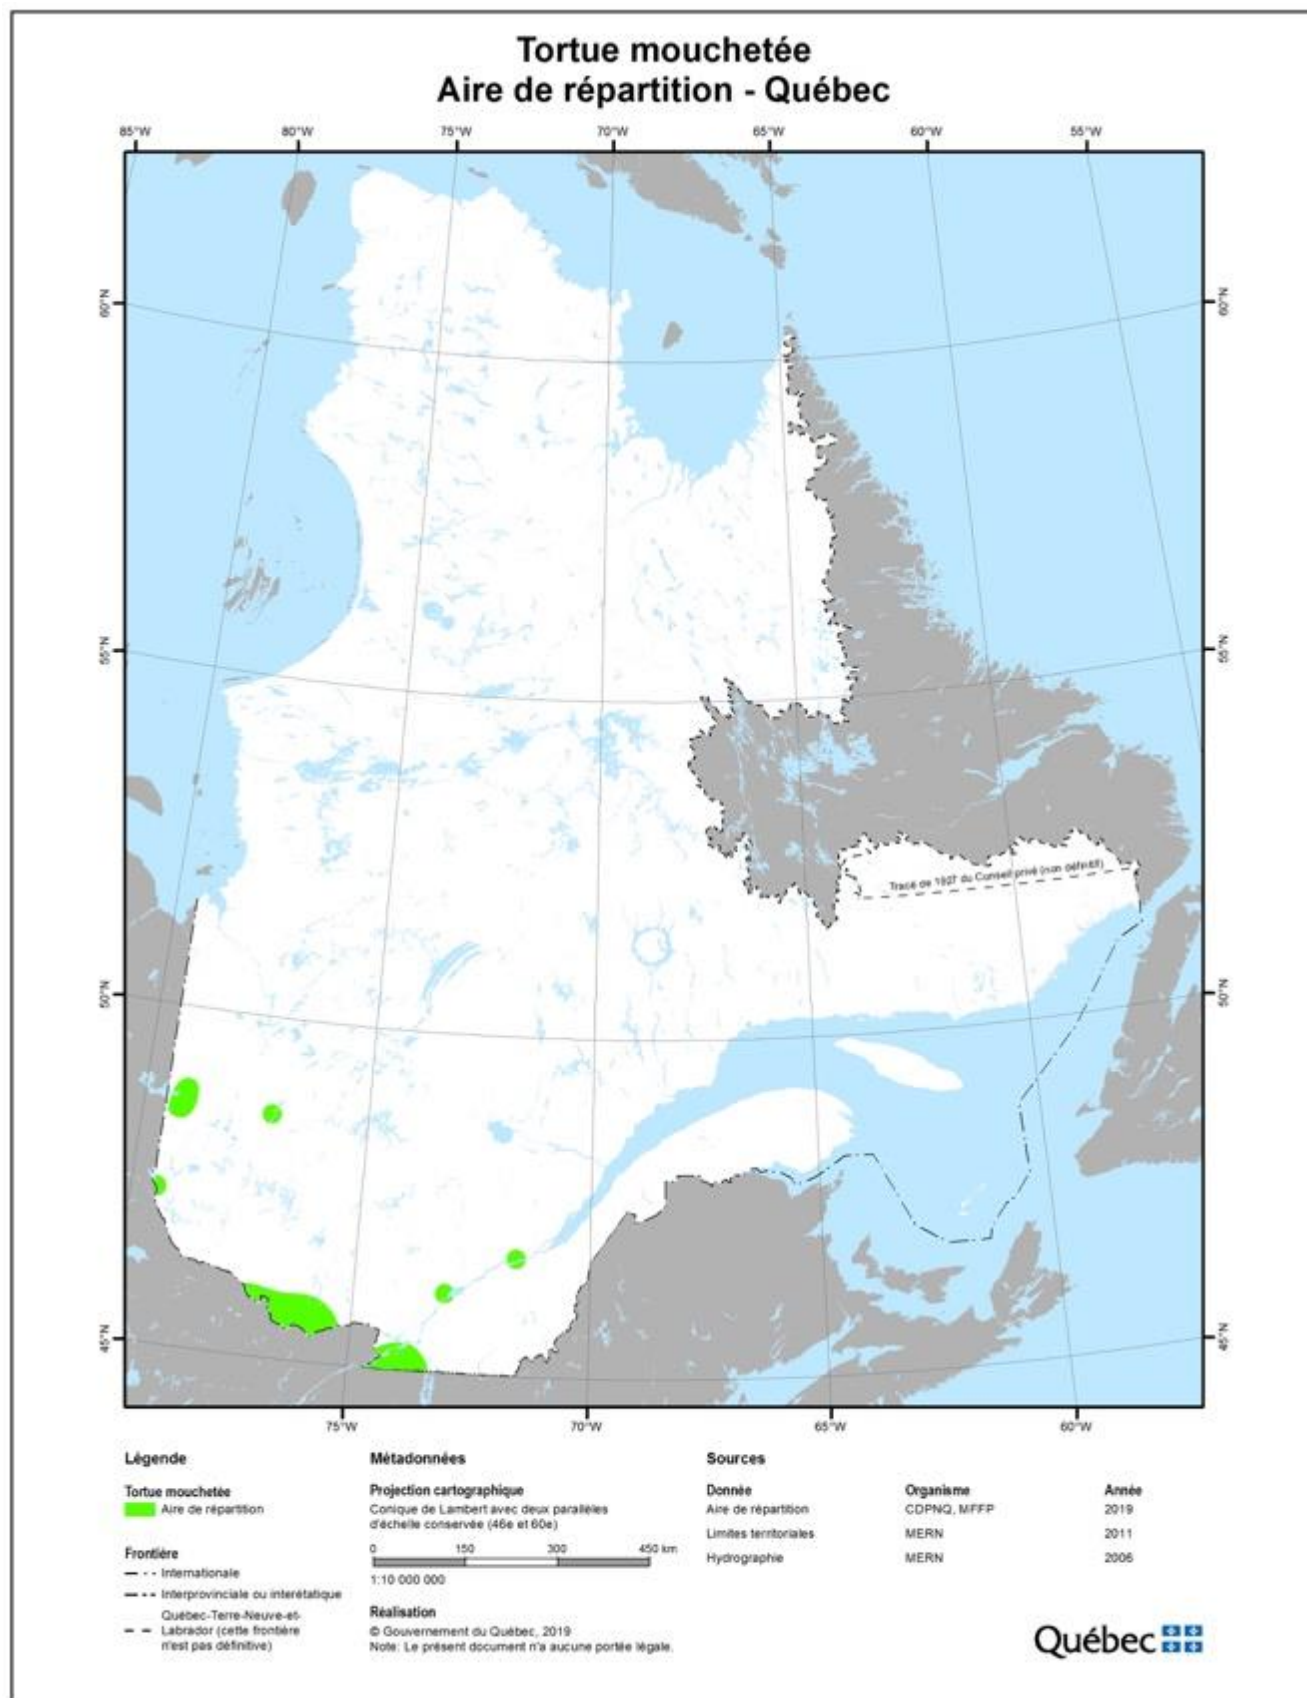 Tortue mouchetée
Aire de répartition - Québec
85°W 80°W 75°W 70°W 65°W 60°W 55°W
60°N 60°N
55°N 55°N
Tracé de 1927 du Conseil privé (non définitif)
50°N 50°N
45°N 45°N
75°W 70°W 65°W 60°W
Légende
Tortue mouchetée
Aire de répartition
Frontière
Internationale
Interprovinciale ou interétatique
Québec-Terre-Neuve-et-
Labrador (cette frontière
n'est pas définitive)
Métadonnées
Projection cartographique
Conique de Lambert avec deux parallèles
d'échelle conservée (46e et 60e)
0 150 300 450 km
1:10 000 000
Réalisation
© Gouvernement du Québec, 2019
Note: Le présent document n'a aucune portée légale.
Sources
Donnée Organisme Année
Aire de répartition CDPNQ, MFFP 2019
Limites territoriales MERN 2011
Hydrographie MERN 2006
Québec